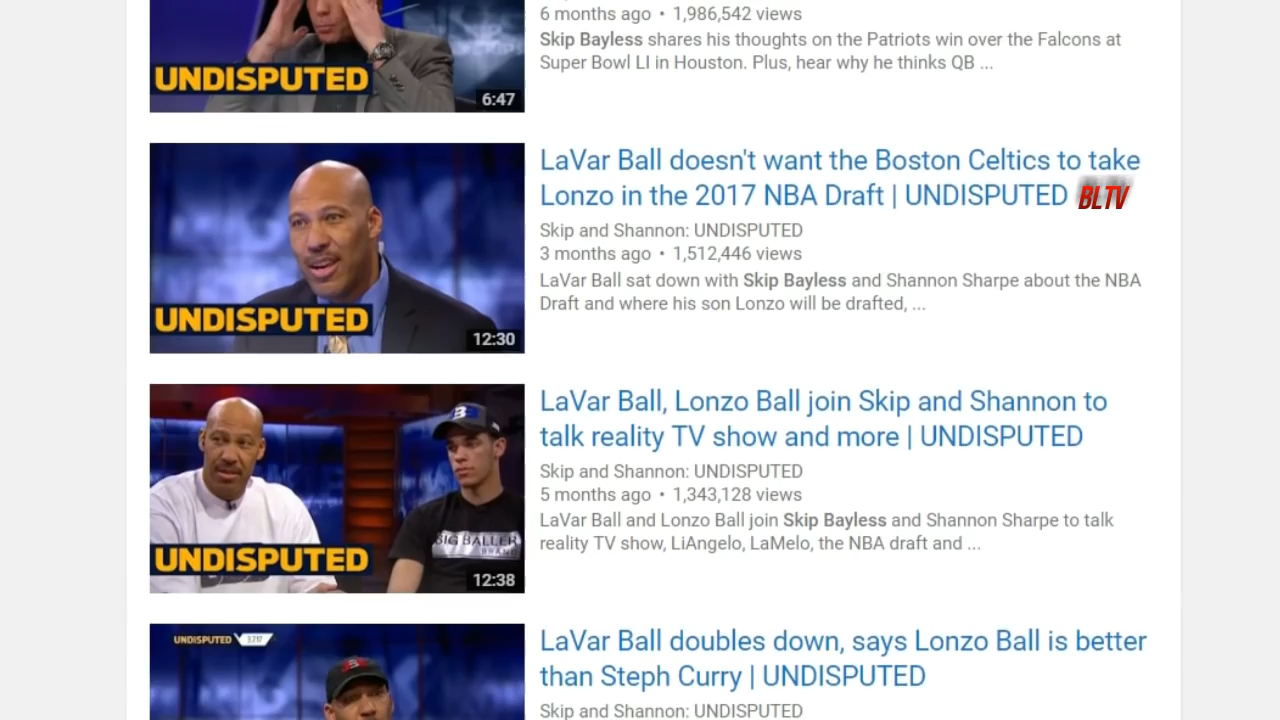 6 months ago • 1,986,542 views
Skip Bayless shares his thoughts on the Patriots win over the Falcons at
Super Bowl LI in Houston. Plus, hear why he thinks QB ...
UNDISPUTED
6:47
LaVar Ball doesn't want the Boston Celtics to take
Lonzo in the 2017 NBA Draft | UNDISPUTED
BLTV
Skip and Shannon: UNDISPUTED
3 months ago • 1,512,446 views
LaVar Ball sat down with Skip Bayless and Shannon Sharpe about the NBA
Draft and where his son Lonzo will be drafted, ...
UNDISPUTED
12:30
LaVar Ball, Lonzo Ball join Skip and Shannon to
talk reality TV show and more | UNDISPUTED
Skip and Shannon: UNDISPUTED
5 months ago • 1,343,128 views
LaVar Ball and Lonzo Ball join Skip Bayless and Shannon Sharpe to talk
reality TV show, LiAngelo, LaMelo, the NBA draft and ...
BIG BALLER
BRAND
UNDISPUTED
12:38
UNDISPUTED
LaVar Ball doubles down, says Lonzo Ball is better
than Steph Curry | UNDISPUTED
Skip and Shannon: UNDISPUTED